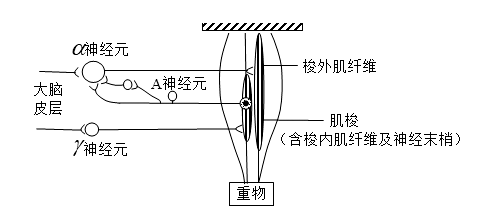 α神经元
A神经元
大脑
皮层
γ神经元
梭外肌纤维
肌梭
（含梭内肌纤维及神经末梢）
重物